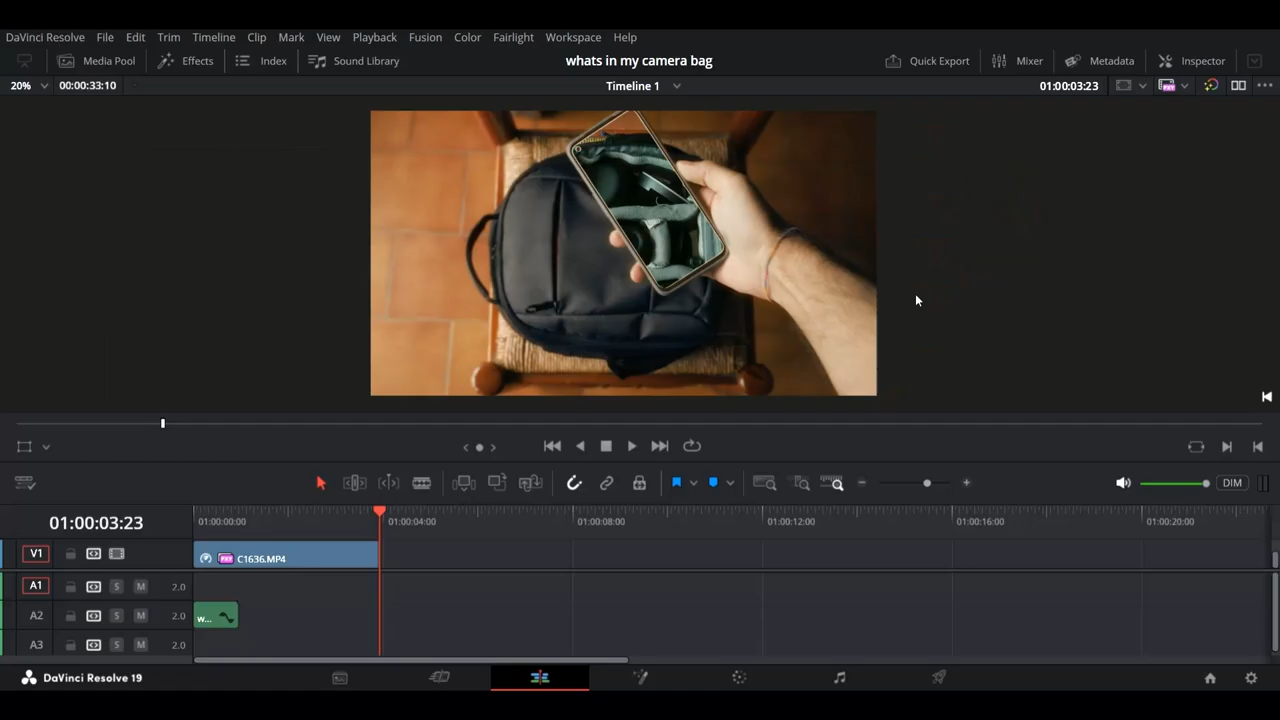 DaVinci Resolve File Edit Trim Timeline Clip Mark View Playback Fusion Color Fairlight Workspace Help
Media Pool Effects Index Sound Library whats in my camera bag Quick Export Mixer Metadata Inspector
20% 00:00:33:10 Timeline 1 01:00:03:23
DIM
01:00:03:23 01:00:00:00 01:00:04:00 01:00:08:00 01:00:12:00 01:00:16:00 01:00:20:00
V1 C1636.MP4
A1 S M 2.0
A2 S M 2.0 w...
A3 S M 2.0
DaVinci Resolve 19